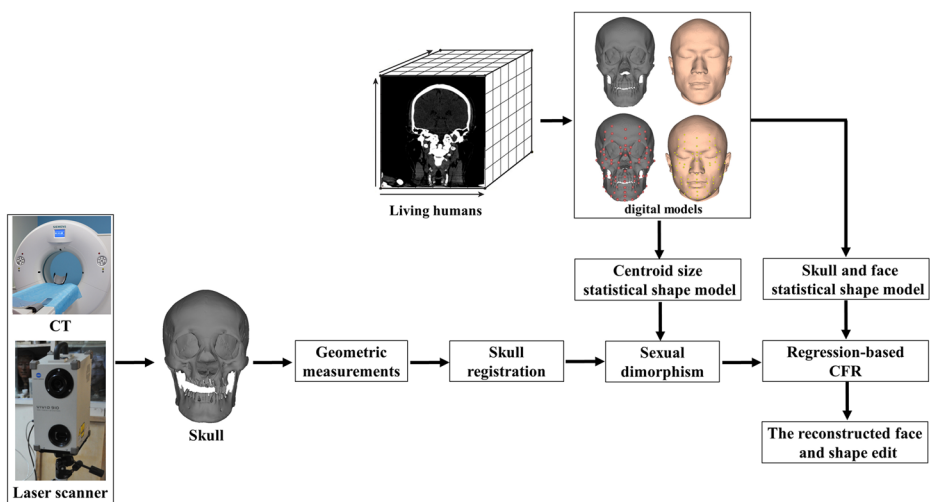 Living humans
digital models
CT
Laser scanner
Skull
Geometric
measurements
Skull
registration
Centroid size
statistical shape model
Sexual
dimorphism
Skull and face
statistical shape model
Regression-based
CFR
The reconstructed face
and shape edit